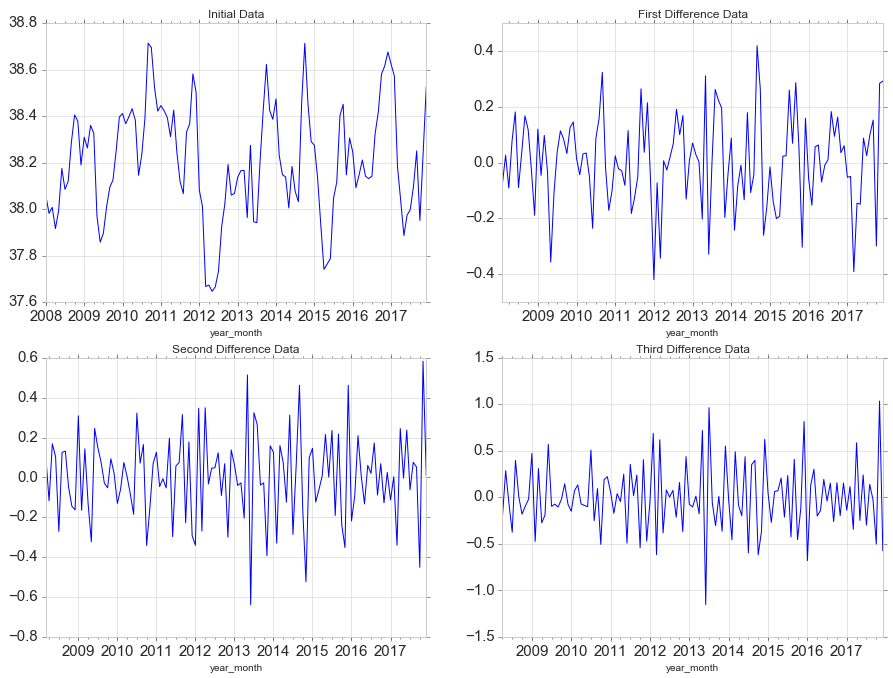 Initial Data
38.8
38.6
38.4
38.2
38.0
37.8
37.6
2008 2009 2010 2011 2012 2013 2014 2015 2016 2017
year_month
First Difference Data
0.4
0.2
0.0
−0.2
−0.4
2009 2010 2011 2012 2013 2014 2015 2016 2017
year_month
Second Difference Data
0.6
0.4
0.2
0.0
−0.2
−0.4
−0.6
−0.8
2009 2010 2011 2012 2013 2014 2015 2016 2017
year_month
Third Difference Data
1.5
1.0
0.5
0.0
−0.5
−1.0
−1.5
2009 2010 2011 2012 2013 2014 2015 2016 2017
year_month